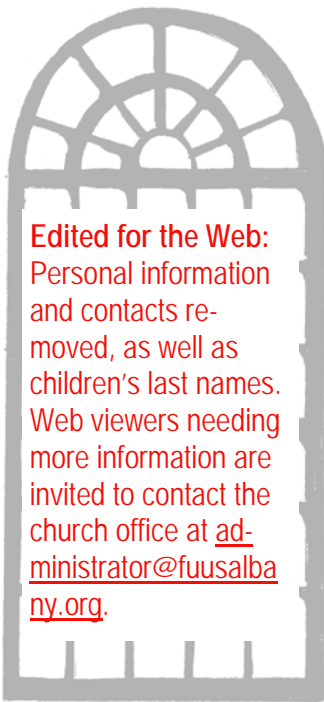 Edited for the Web:
Personal information
and contacts re-
moved, as well as
children's last names.
Web viewers needing
more information are
invited to contact the
church office at ad-
ministrator@fuusalba
ny.org.